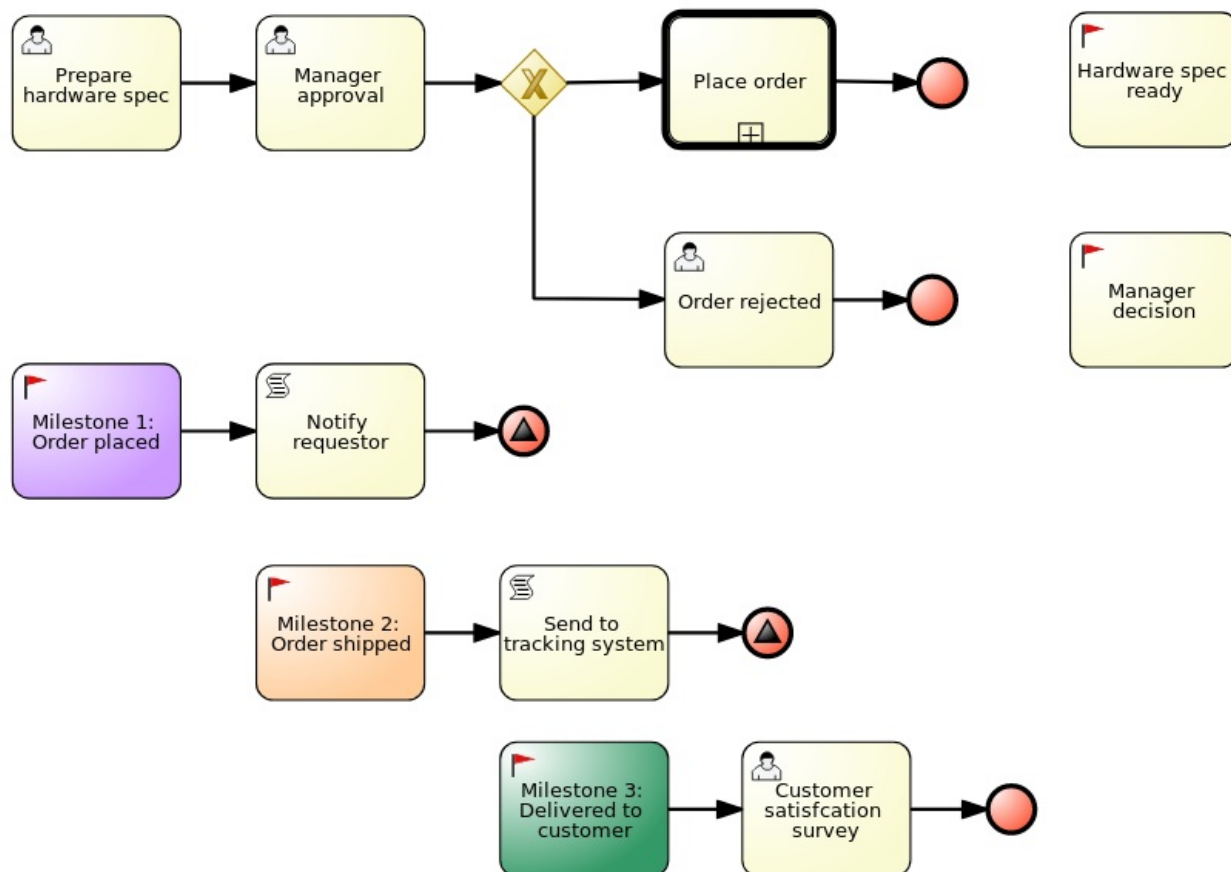 Prepare
hardware spec
Manager
approval
Place order
Hardware spec
ready
Order rejected
Manager
decision
Milestone 1:
Order placed
Notify
requestor
Milestone 2:
Order shipped
Send to
tracking system
Milestone 3:
Delivered to
customer
Customer
satisfcation
survey